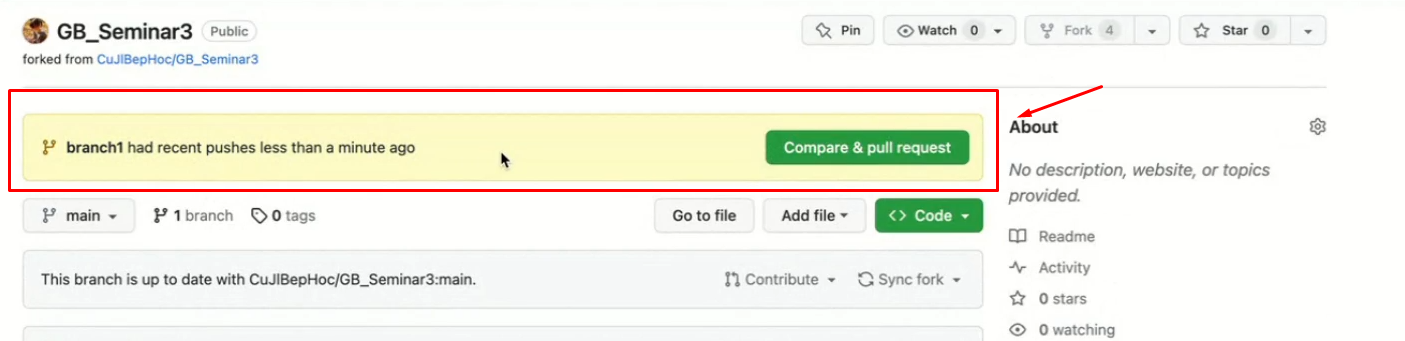 GB_Seminar3 Public
Pin Watch 0 Fork 4 Star 0
forked from CuJlBepHoc/GB_Seminar3
branch1 had recent pushes less than a minute ago Compare & pull request
About
No description, website, or topics provided.
main 1 branch 0 tags Go to file Add file <> Code
Readme
This branch is up to date with CuJlBepHoc/GB_Seminar3:main. Contribute Sync fork
Activity
0 stars
0 watching